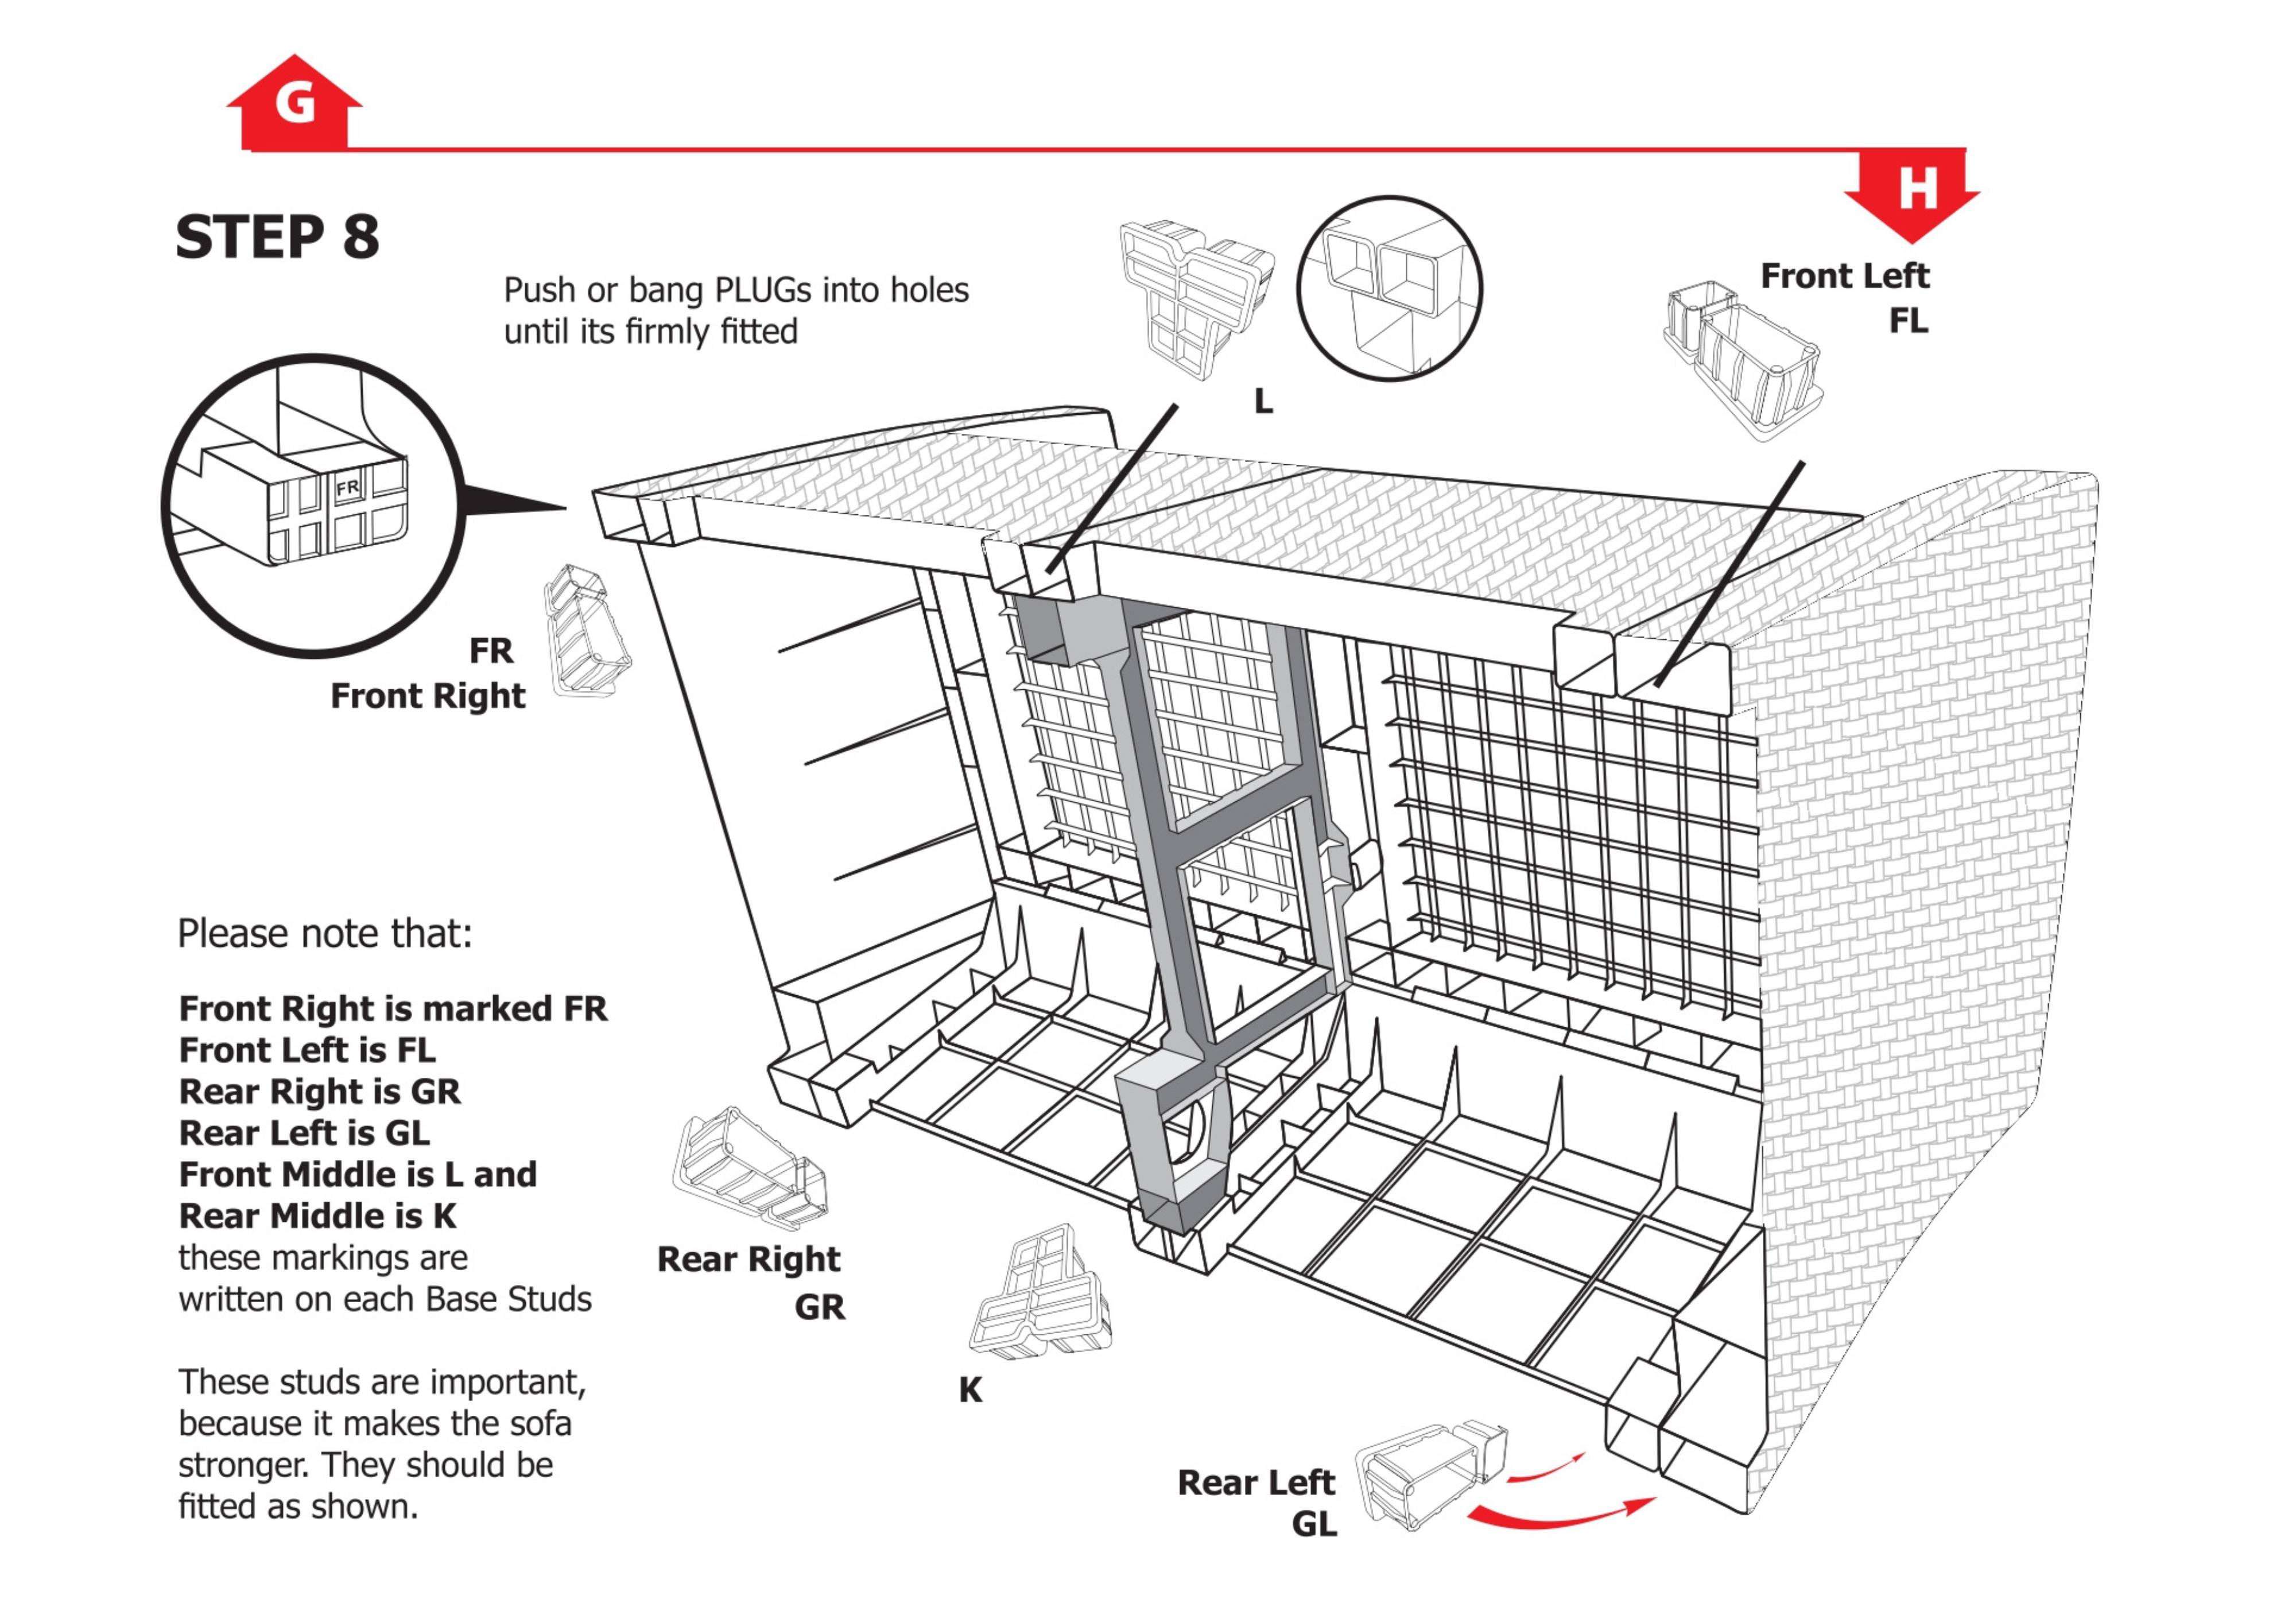 G
H
STEP 8
Push or bang PLUGs into holes
until its firmly fitted
L
Front Left
FL
FR
FR
Front Right
Please note that:
Front Right is marked FR
Front Left is FL
Rear Right is GR
Rear Left is GL
Front Middle is L and
Rear Middle is K
these markings are
written on each Base Studs
These studs are important,
because it makes the sofa
stronger. They should be
fitted as shown.
Rear Right
GR
K
Rear Left
GL